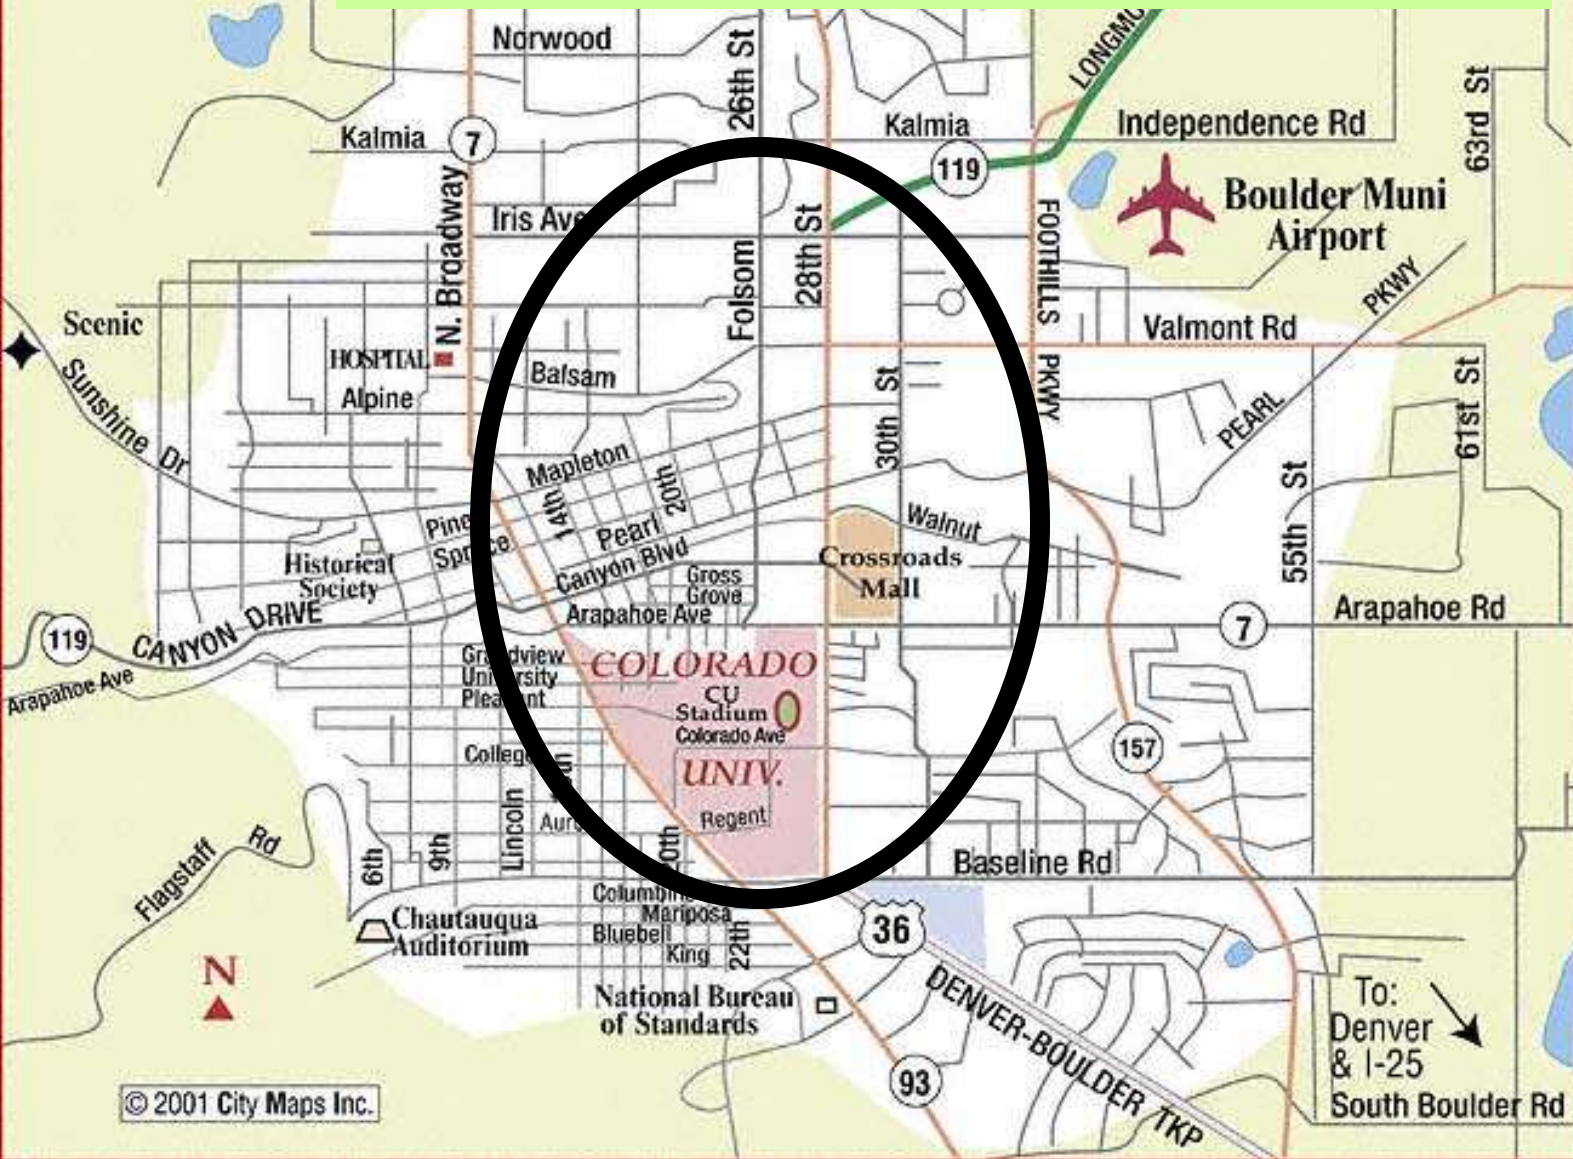 Norwood
26th St
LONGMO
63rd St
Kalmia
7
Kalmia
Independence Rd
119
N. Broadway
Iris Ave
28th St
FOOTHILLS PKWY
Boulder Muni
Airport
Folsom
PEARL PKWY
Scenic
Sunshine Dr
HOSPITAL
Valmont Rd
Alpine
Balsam
30th St
61st St
Mapleton
14th
20th
55th St
Pine
Spruce
Pearl
Canyon Blvd
Walnut
Historical
Society
Gross
Grove
Crossroads
Mall
119
CANYON DRIVE
Arapahoe Ave
Arapahoe Ave
7
Arapahoe Rd
Grandview
University
Pleasant
COLORADO
CU
Stadium
Colorado Ave
UNIV.
College
157
Lincoln
Regent
6th
9th
20th
Baseline Rd
Flagstaff Rd
Columbine
Mariposa
Bluebell
King
22th
36
Chautauqua
Auditorium
N
National Bureau
of Standards
DENVER-BOULDER TKP
To:
Denver
& I-25
93
© 2001 City Maps Inc.
South Boulder Rd